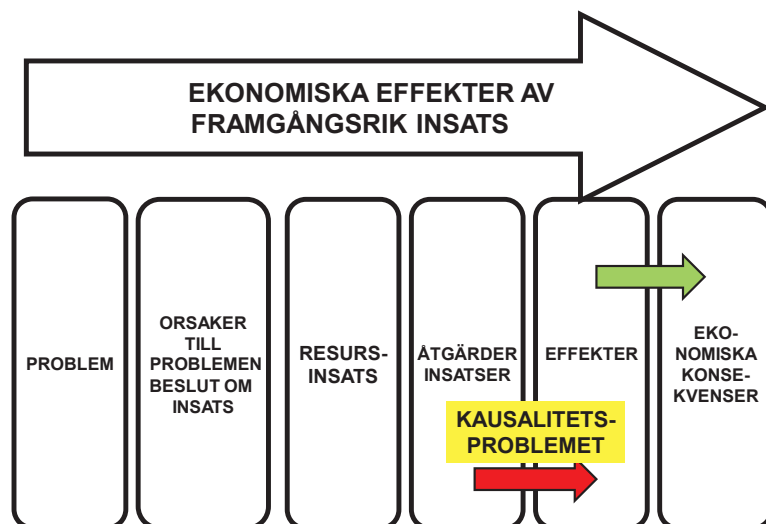 EKONOMISKA EFFEKTER AV
FRAMGÅNGSRIK INSATS
PROBLEM
ORSAKER
TILL
PROBLEMEN
BESLUT OM
INSATS
RESURS-
INSATS
ÅTGÄRDER
INSATSER
EFFEKTER
EKO-
NOMISKA
KONSE-
KVENSER
KAUSALITETS-
PROBLEMET